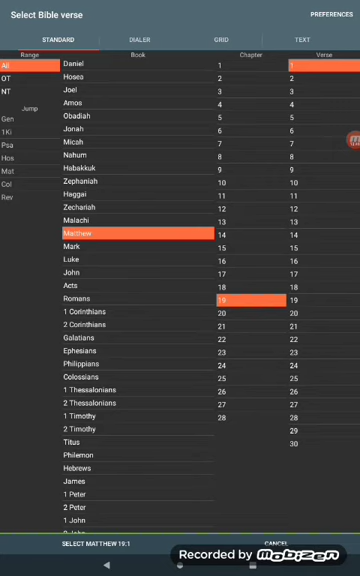 Select Bible verse
PREFERENCES
STANDARD
DIALER
GRID
TEXT
Range
All
OT
NT
Jump
Gen
1Ki
Psa
Hos
Mat
Col
Rev
Book
Daniel
Hosea
Joel
Amos
Obadiah
Jonah
Micah
Nahum
Habakkuk
Zephaniah
Haggai
Zechariah
Malachi
Matthew
Mark
Luke
John
Acts
Romans
1 Corinthians
2 Corinthians
Galatians
Ephesians
Philippians
Colossians
1 Thessalonians
2 Thessalonians
1 Timothy
2 Timothy
Titus
Philemon
Hebrews
James
1 Peter
2 Peter
1 John
2 John
Chapter
1
2
3
4
5
6
7
8
9
10
11
12
13
14
15
16
17
18
19
20
21
22
23
24
25
26
27
28
Verse
1
2
3
4
5
6
7
8
9
10
11
12
13
14
15
16
17
18
19
20
21
22
23
24
25
26
27
28
29
30
SELECT MATTHEW 19:1
CANCEL
Recorded by mobizen